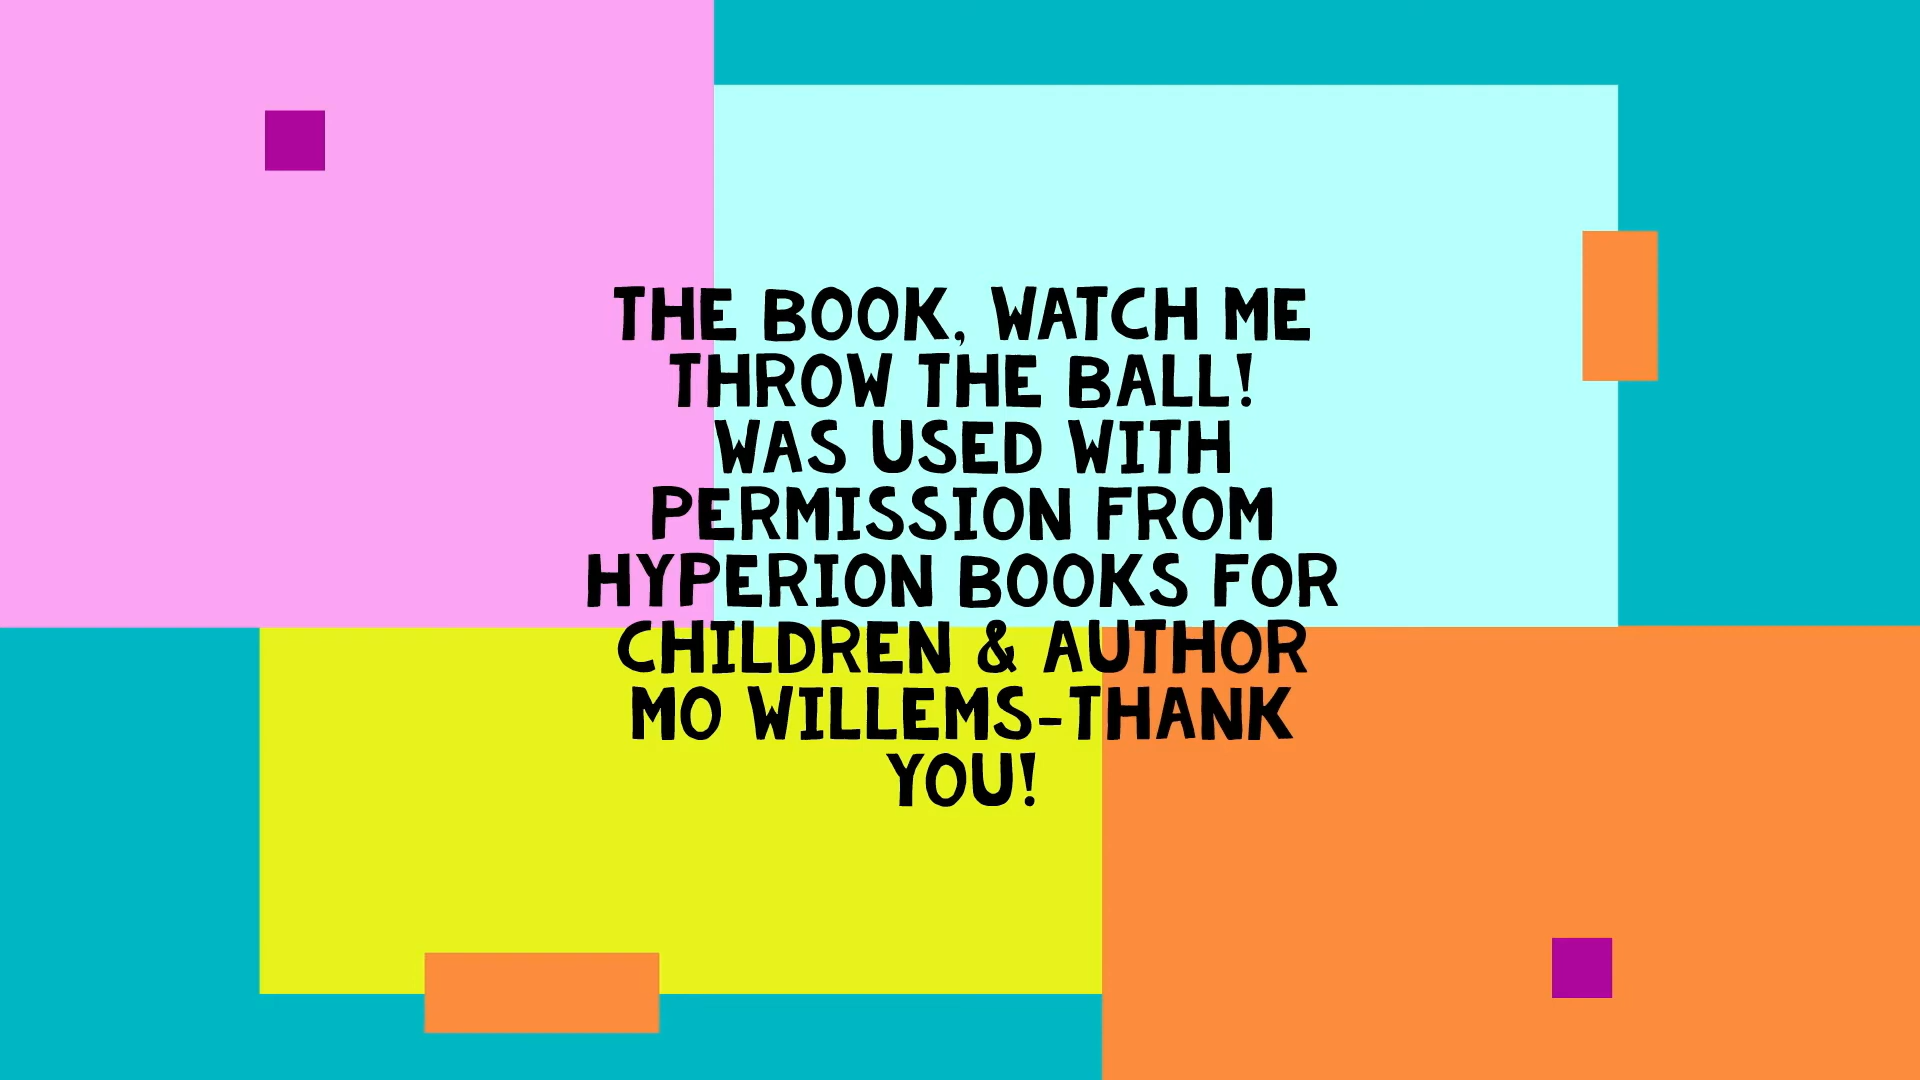 THE BOOK, WATCH ME
THROW THE BALL!
WAS USED WITH
PERMISSION FROM
HYPERION BOOKS FOR
CHILDREN & AUTHOR
MO WILLEMS-THANK
YOU!